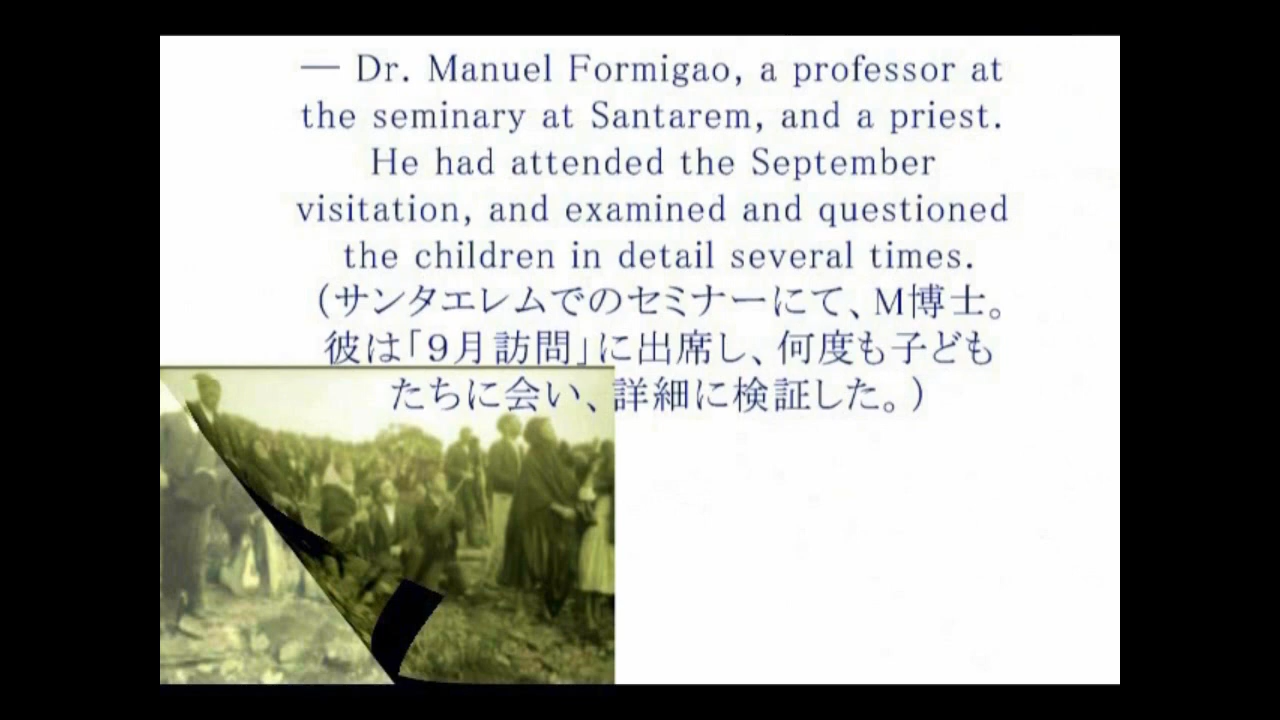 — Dr. Manuel Formigao, a professor at
the seminary at Santarem, and a priest.
He had attended the September
visitation, and examined and questioned
the children in detail several times.
(サンタエレムでのセミナーにて、M博士。
彼は「９月訪問」に出席し、何度も子ども
たちに会い、詳細に検証した。)